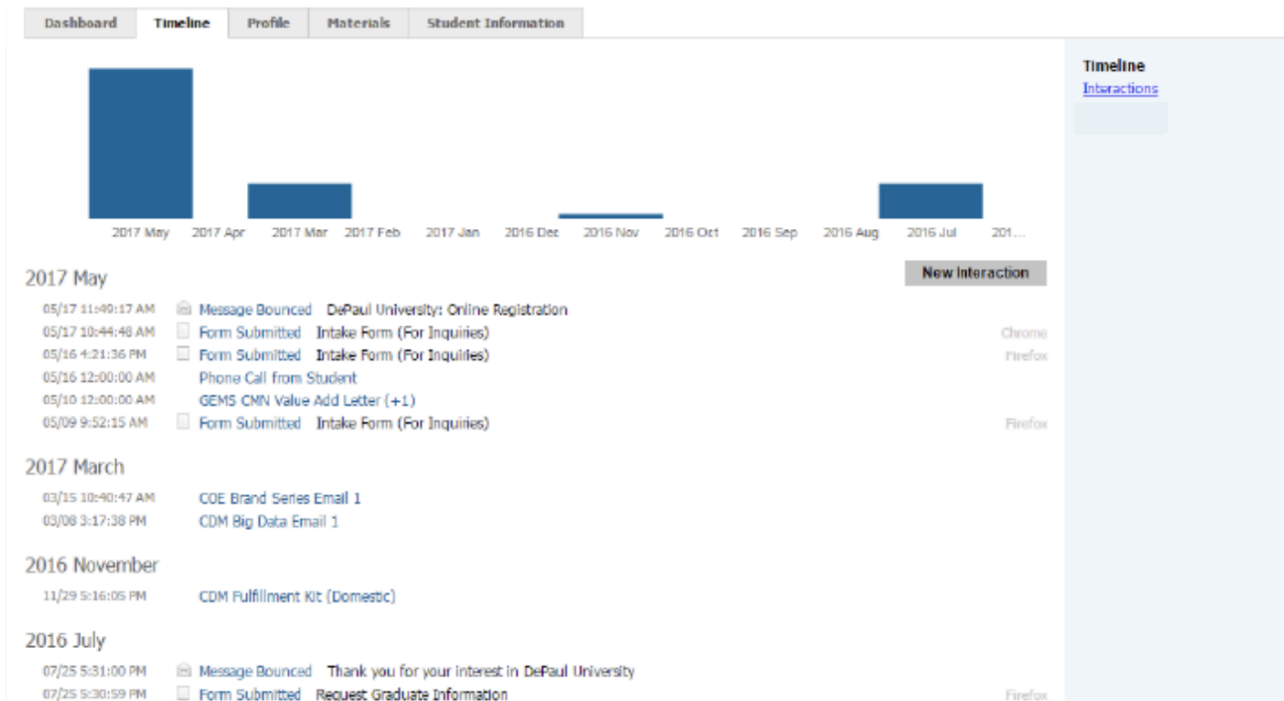 Dashboard Timeline Profile Materials Student Information
Timeline
Interactions
2017 May 2017 Apr 2017 Mar 2017 Feb 2017 Jan 2016 Dec 2016 Nov 2016 Oct 2016 Sep 2016 Aug 2016 Jul 201...
2017 May
New Interaction
05/17 11:49:17 AM Message Bounced DePaul University: Online Registration
05/17 10:44:48 AM Form Submitted Intake Form (For Inquiries) Chrome
05/16 4:21:36 PM Form Submitted Intake Form (For Inquiries) Firefox
05/16 12:00:00 AM Phone Call from Student
05/10 12:00:00 AM GEMS CMN Value Add Letter (+1)
05/09 9:52:15 AM Form Submitted Intake Form (For Inquiries) Firefox
2017 March
03/15 10:40:47 AM COE Brand Series Email 1
03/08 3:17:38 PM CDM Big Data Email 1
2016 November
11/29 5:16:05 PM CDM Fulfillment Kit (Domestic)
2016 July
07/25 5:31:00 PM Message Bounced Thank you for your interest in DePaul University
07/25 5:30:59 PM Form Submitted Request Graduate Information Firefox